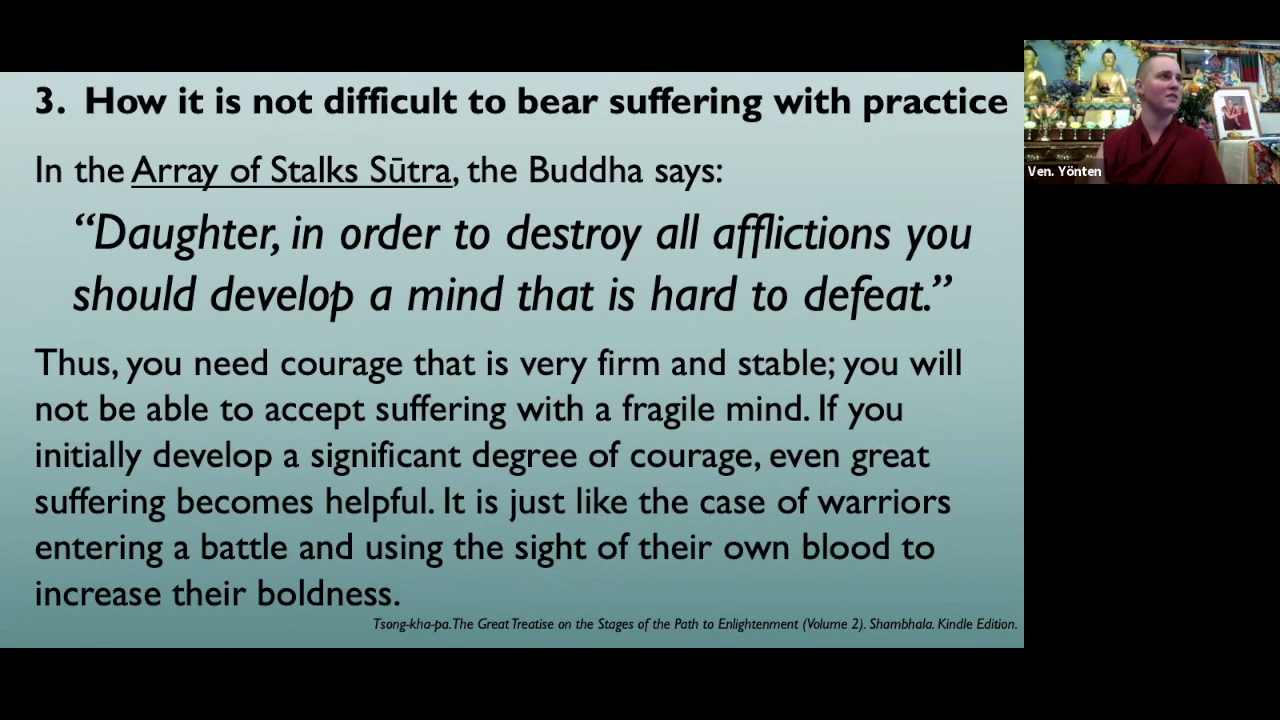 3. How it is not difficult to bear suffering with practice
Ven. Yönten
In the Array of Stalks Sūtra, the Buddha says:
“Daughter, in order to destroy all afflictions you
should develop a mind that is hard to defeat.”
Thus, you need courage that is very firm and stable; you will
not be able to accept suffering with a fragile mind. If you
initially develop a significant degree of courage, even great
suffering becomes helpful. It is just like the case of warriors
entering a battle and using the sight of their own blood to
increase their boldness.
Tsong-kha-pa. The Great Treatise on the Stages of the Path to Enlightenment (Volume 2). Shambhala. Kindle Edition.